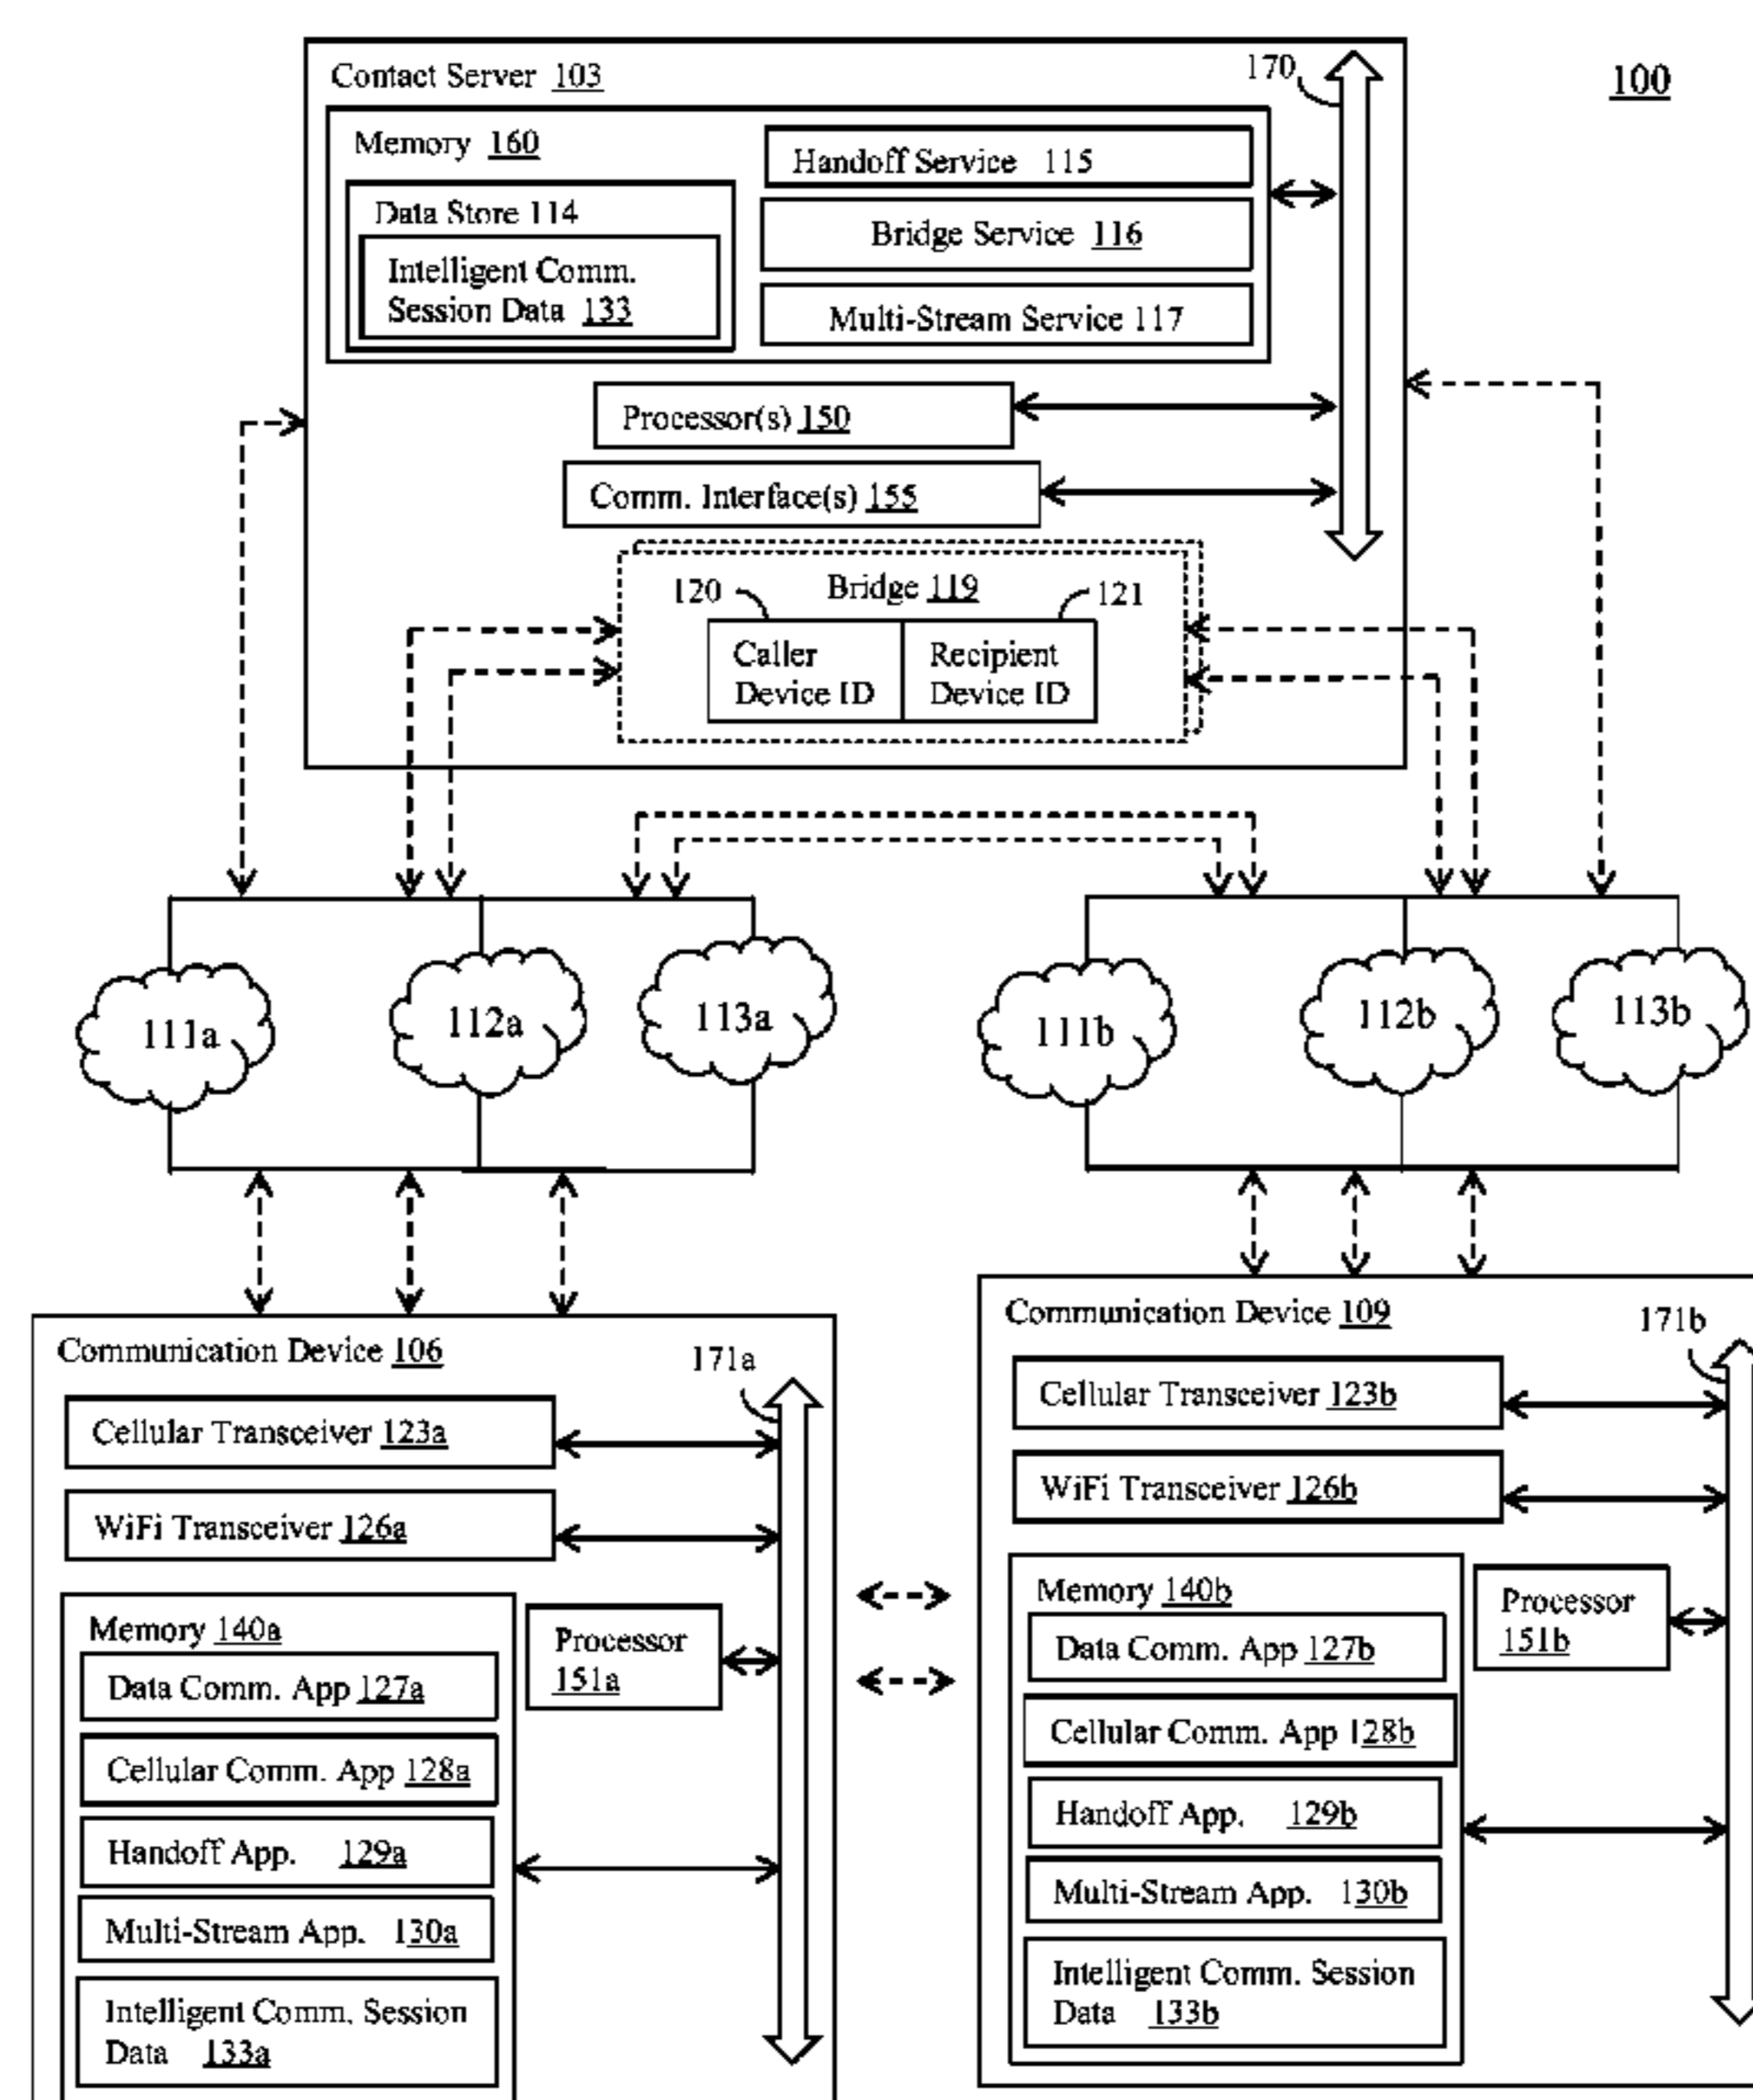 100
Contact Server 103
170
Memory 160
Data Store 114
Intelligent Comm.
Session Data 133
Handoff Service 115
Bridge Service 116
Multi-Stream Service 117
Processor(s) 150
Comm. Interface(s) 155
Bridge 119
120
121
Caller
Device ID
Recipient
Device ID
111a
112a
113a
111b
112b
113b
Communication Device 106
171a
Cellular Transceiver 123a
WiFi Transceiver 126a
Memory 140a
Data Comm. App 127a
Cellular Comm. App 128a
Handoff App. 129a
Multi-Stream App. 130a
Intelligent Comm. Session
Data 133a
Processor
151a
Communication Device 109
171b
Cellular Transceiver 123b
WiFi Transceiver 126b
Memory 140b
Data Comm. App 127b
Cellular Comm. App 128b
Handoff App. 129b
Multi-Stream App. 130b
Intelligent Comm. Session
Data 133b
Processor
151b